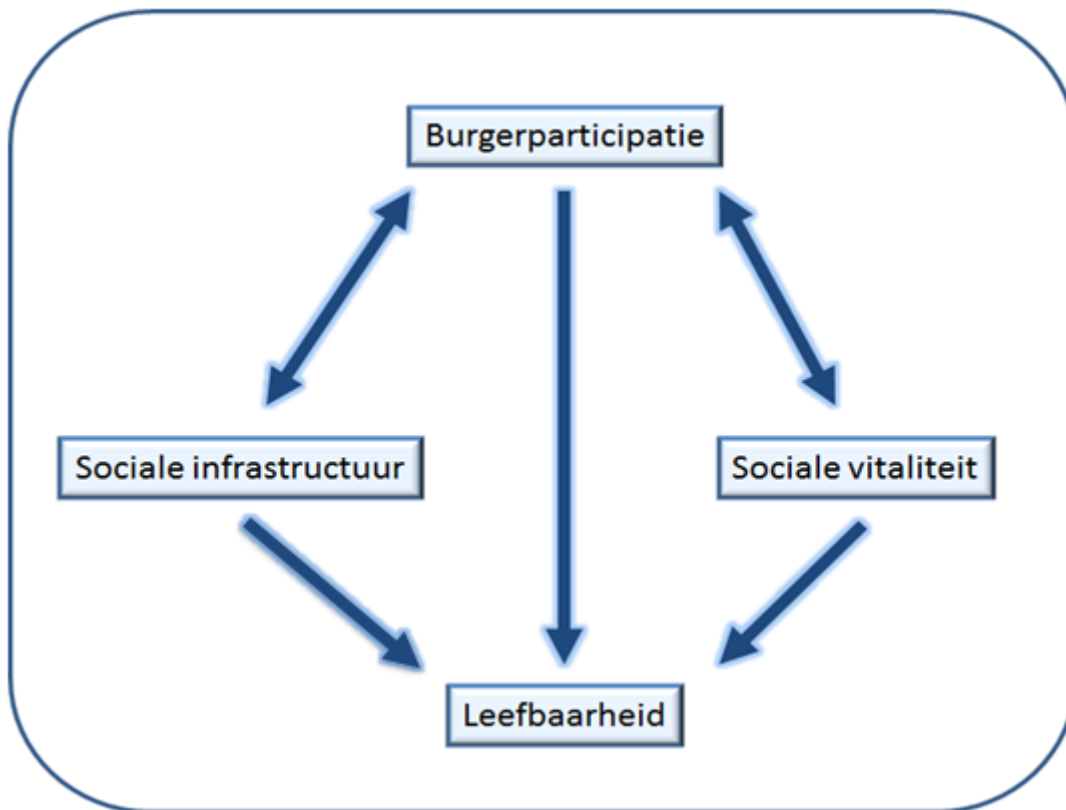 Burgerparticipatie
Sociale infrastructuur
Sociale vitaliteit
Leefbaarheid